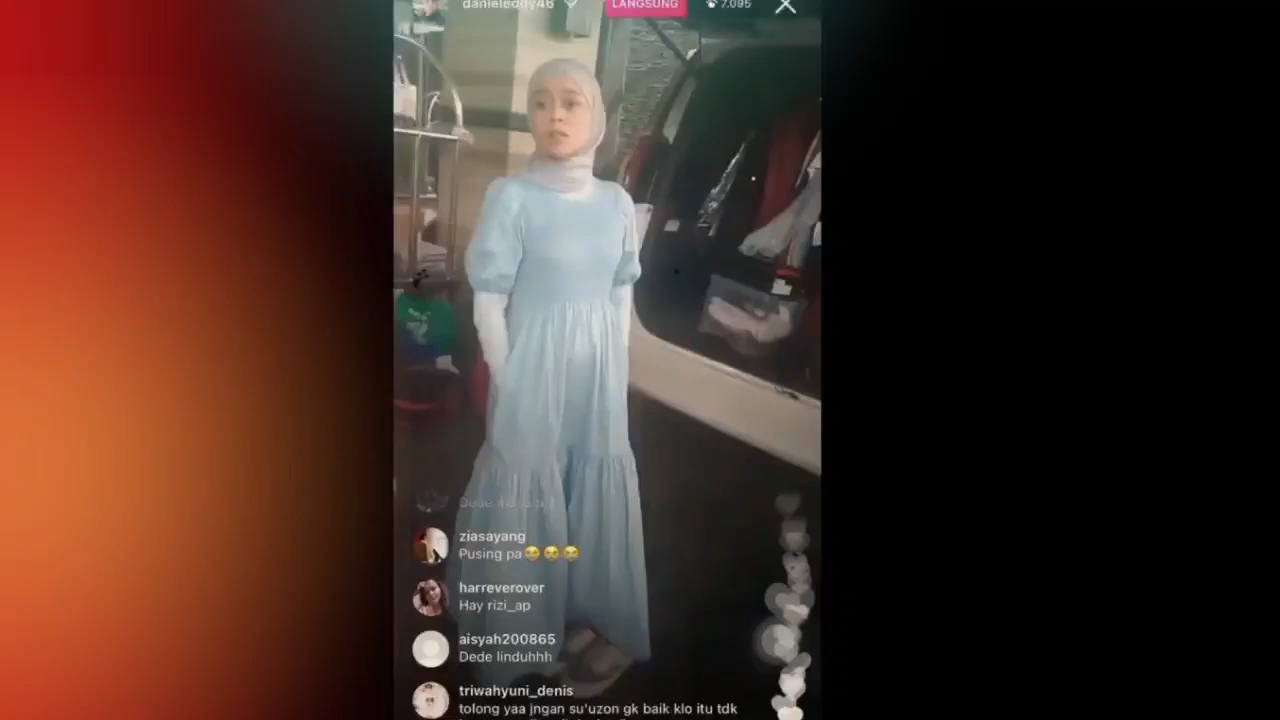 danieleddy46
LANGSUNG
7.095
ziasayang
Pusing pa😭😭😭
harreverover
Hay rizi_ap
aisyah200865
Dede linduhhh
triwahyuni_denis
tolong yaa jngan su'uzon gk baik klo itu tdk